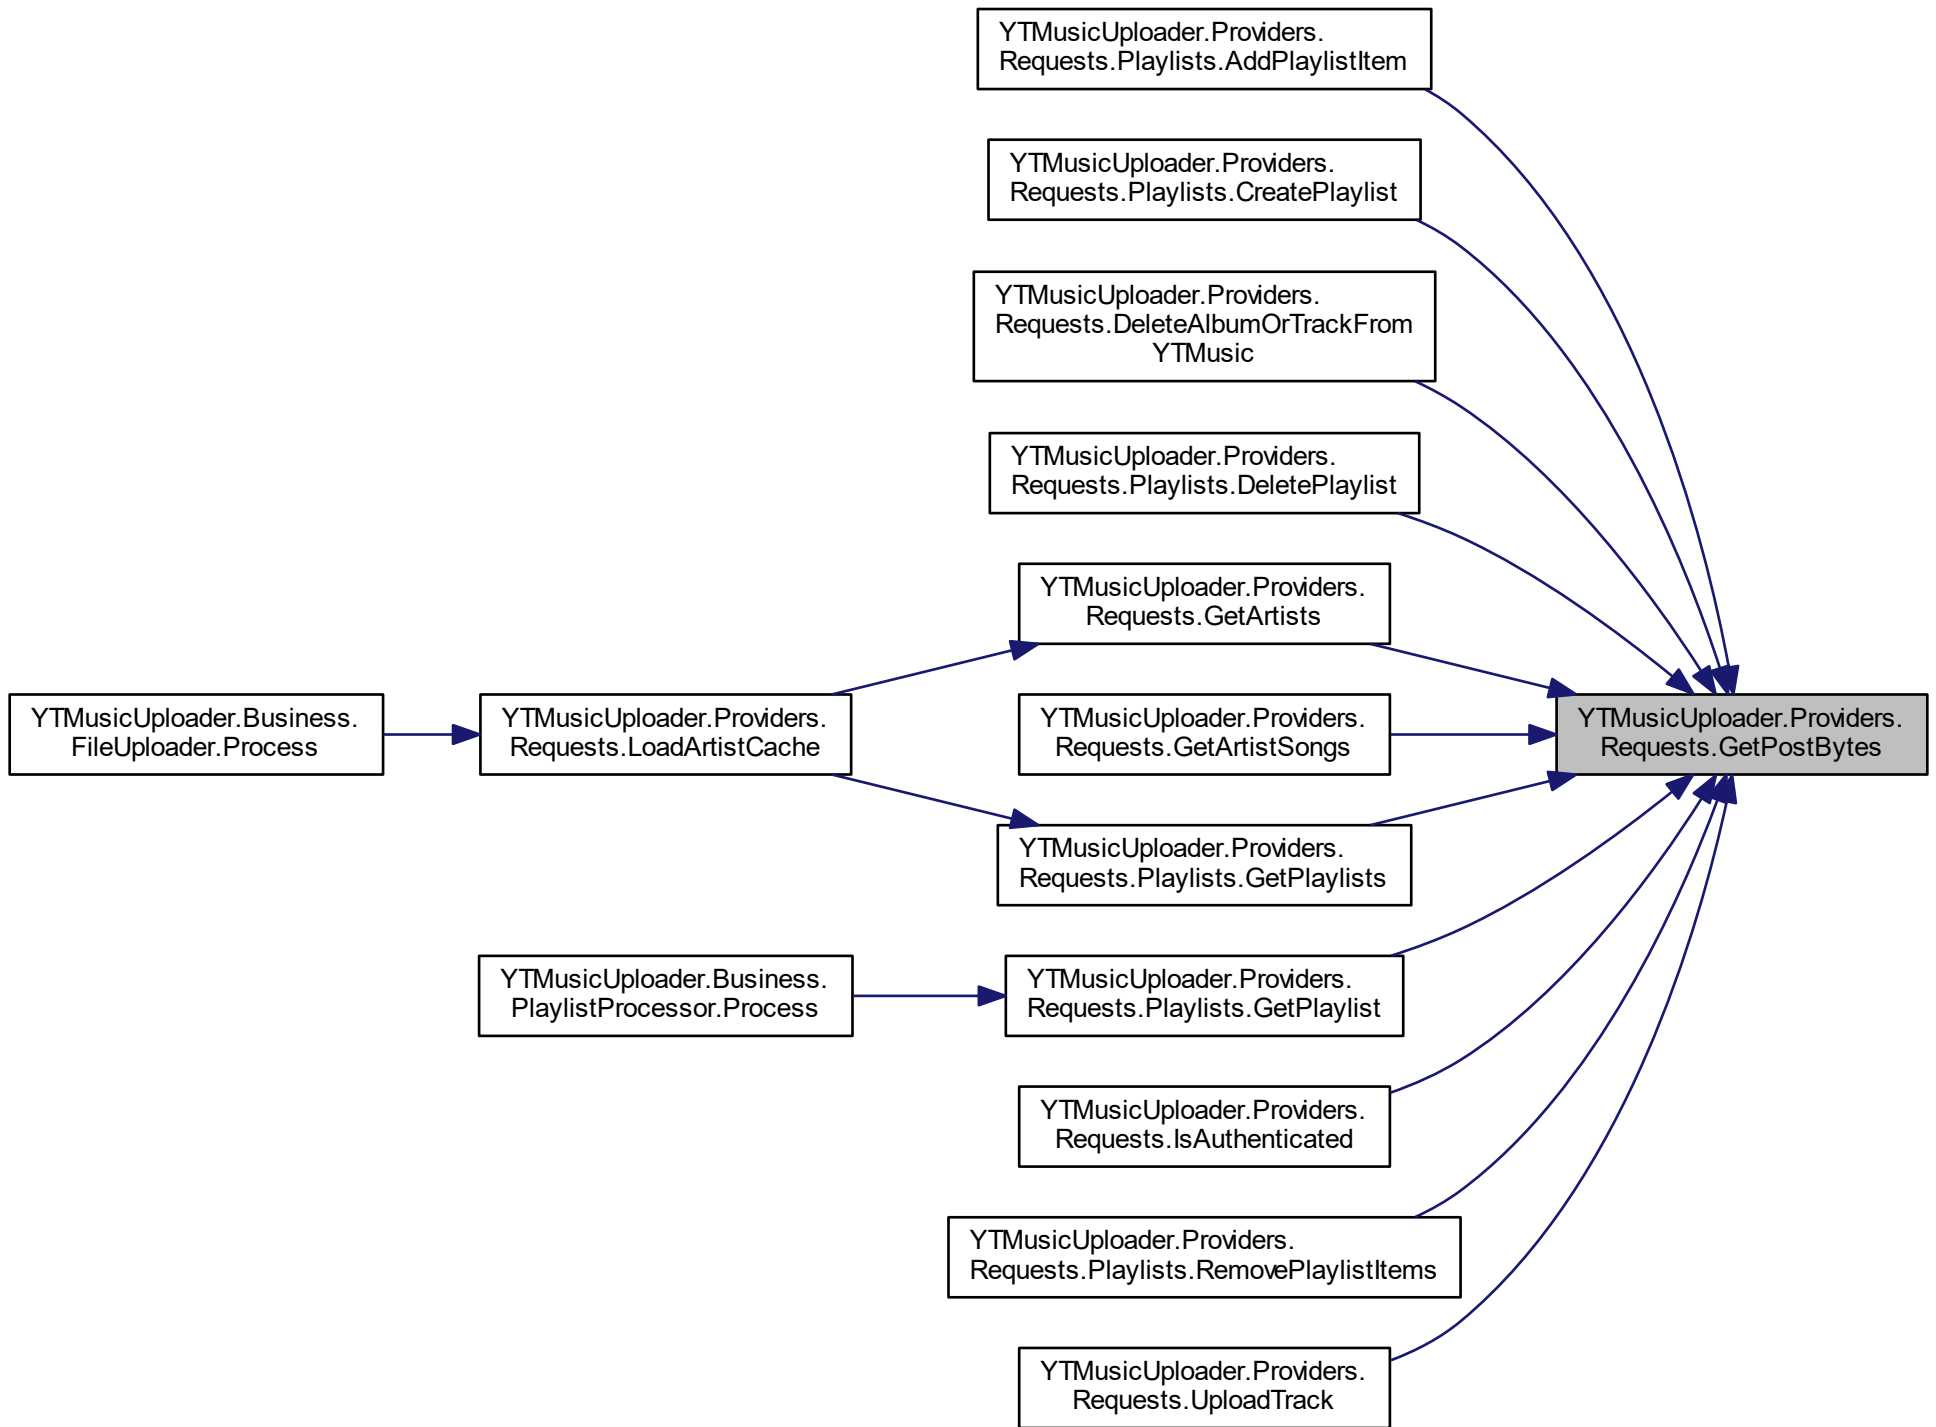 YTMusicUploader.Providers.
Requests.Playlists.AddPlaylistItem
YTMusicUploader.Providers.
Requests.Playlists.CreatePlaylist
YTMusicUploader.Providers.
Requests.DeleteAlbumOrTrackFrom
YTMusic
YTMusicUploader.Providers.
Requests.Playlists.DeletePlaylist
YTMusicUploader.Providers.
Requests.GetArtists
YTMusicUploader.Business.
FileUploader.Process
YTMusicUploader.Providers.
Requests.LoadArtistCache
YTMusicUploader.Providers.
Requests.GetArtistSongs
YTMusicUploader.Providers.
Requests.GetPostBytes
YTMusicUploader.Providers.
Requests.Playlists.GetPlaylists
YTMusicUploader.Business.
PlaylistProcessor.Process
YTMusicUploader.Providers.
Requests.Playlists.GetPlaylist
YTMusicUploader.Providers.
Requests.IsAuthenticated
YTMusicUploader.Providers.
Requests.Playlists.RemovePlaylistItems
YTMusicUploader.Providers.
Requests.UploadTrack